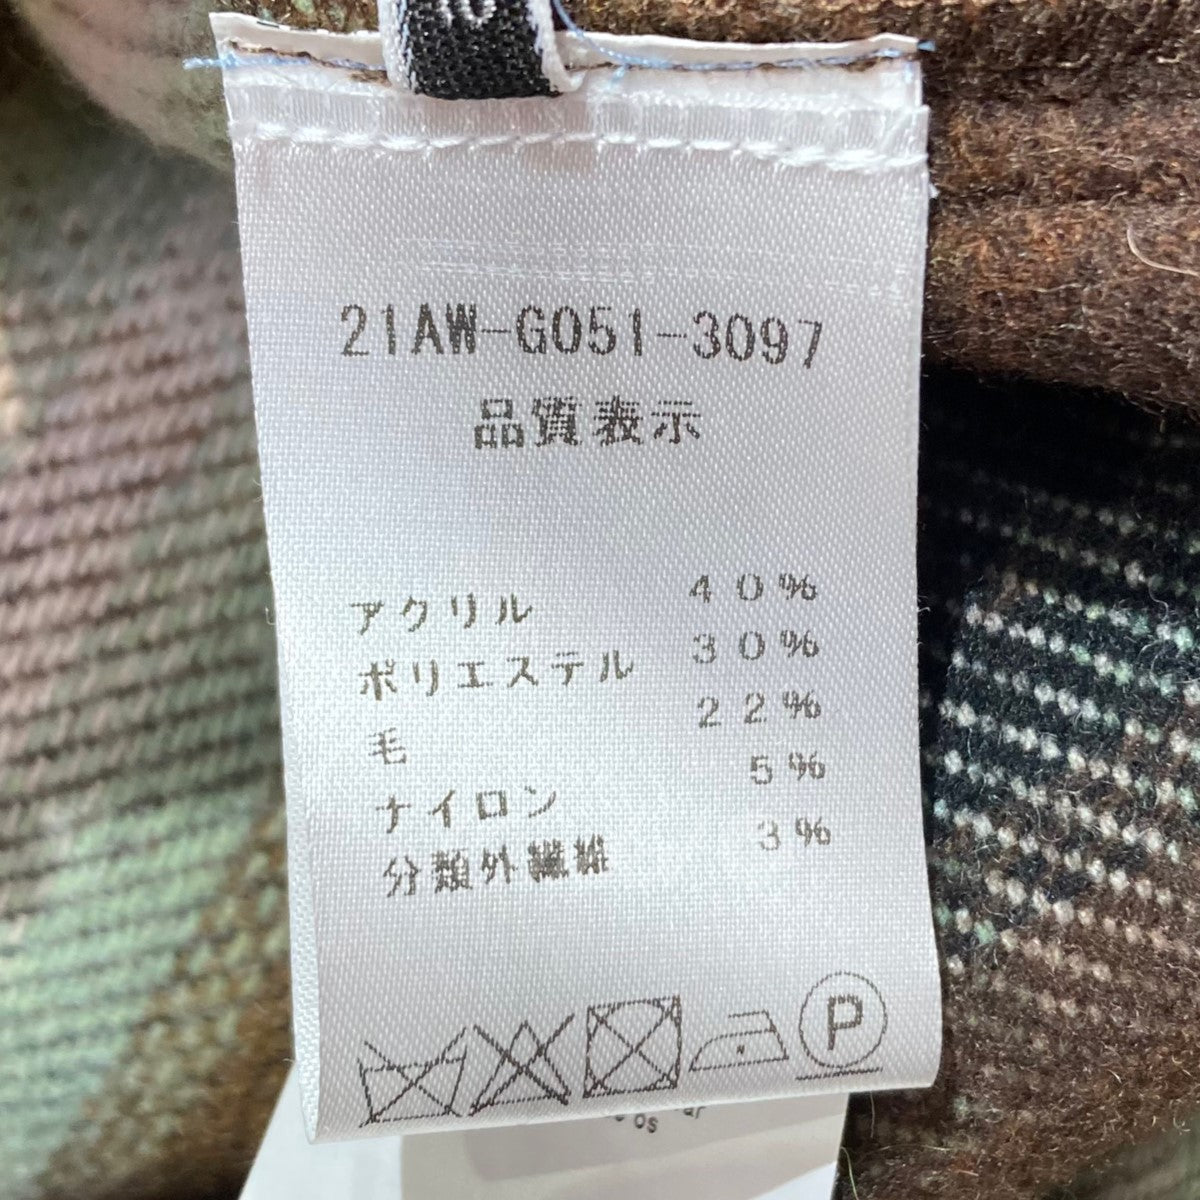 21AW-G051-3097
品質表示
アクリル 40%
ポリエステル 30%
毛 22%
ナイロン 5%
分類外繊維 3%
P